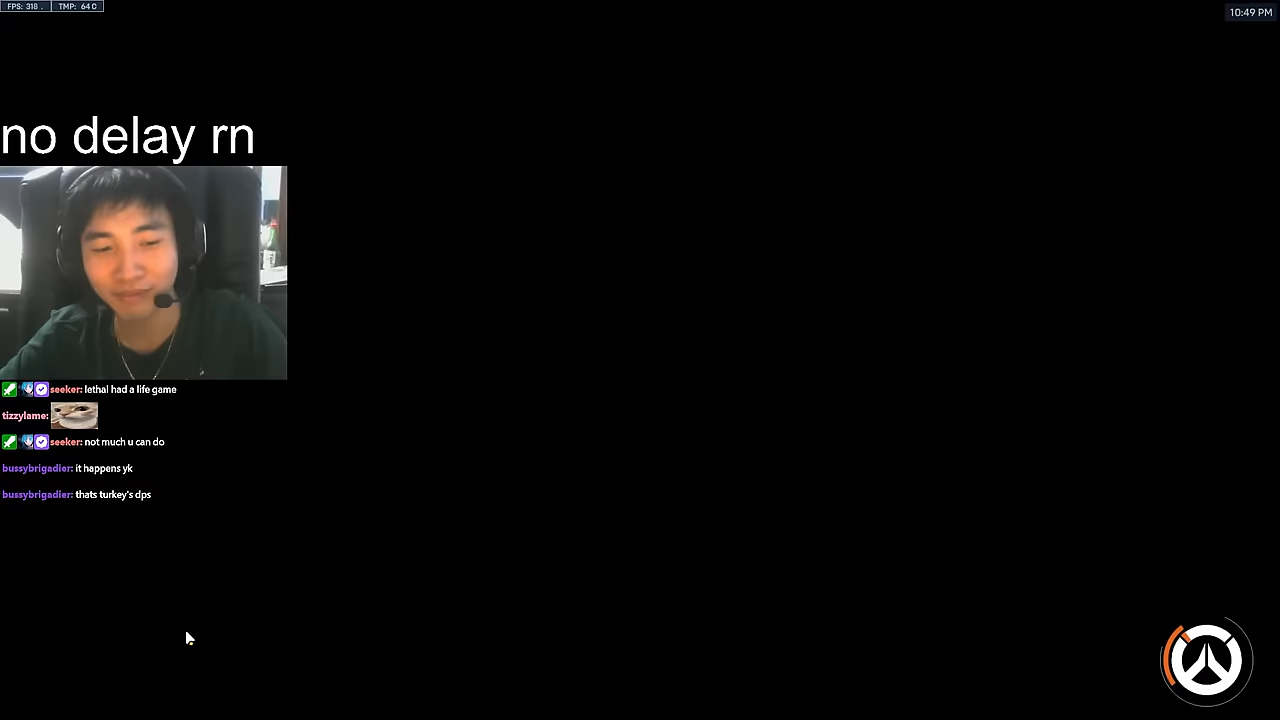 FPS: 318 . TMP: 64 C
10:49 PM
no delay rn
seeker: lethal had a life game
tizzylame:
seeker: not much u can do
bussybrigadier: it happens yk
bussybrigadier: thats turkey's dps